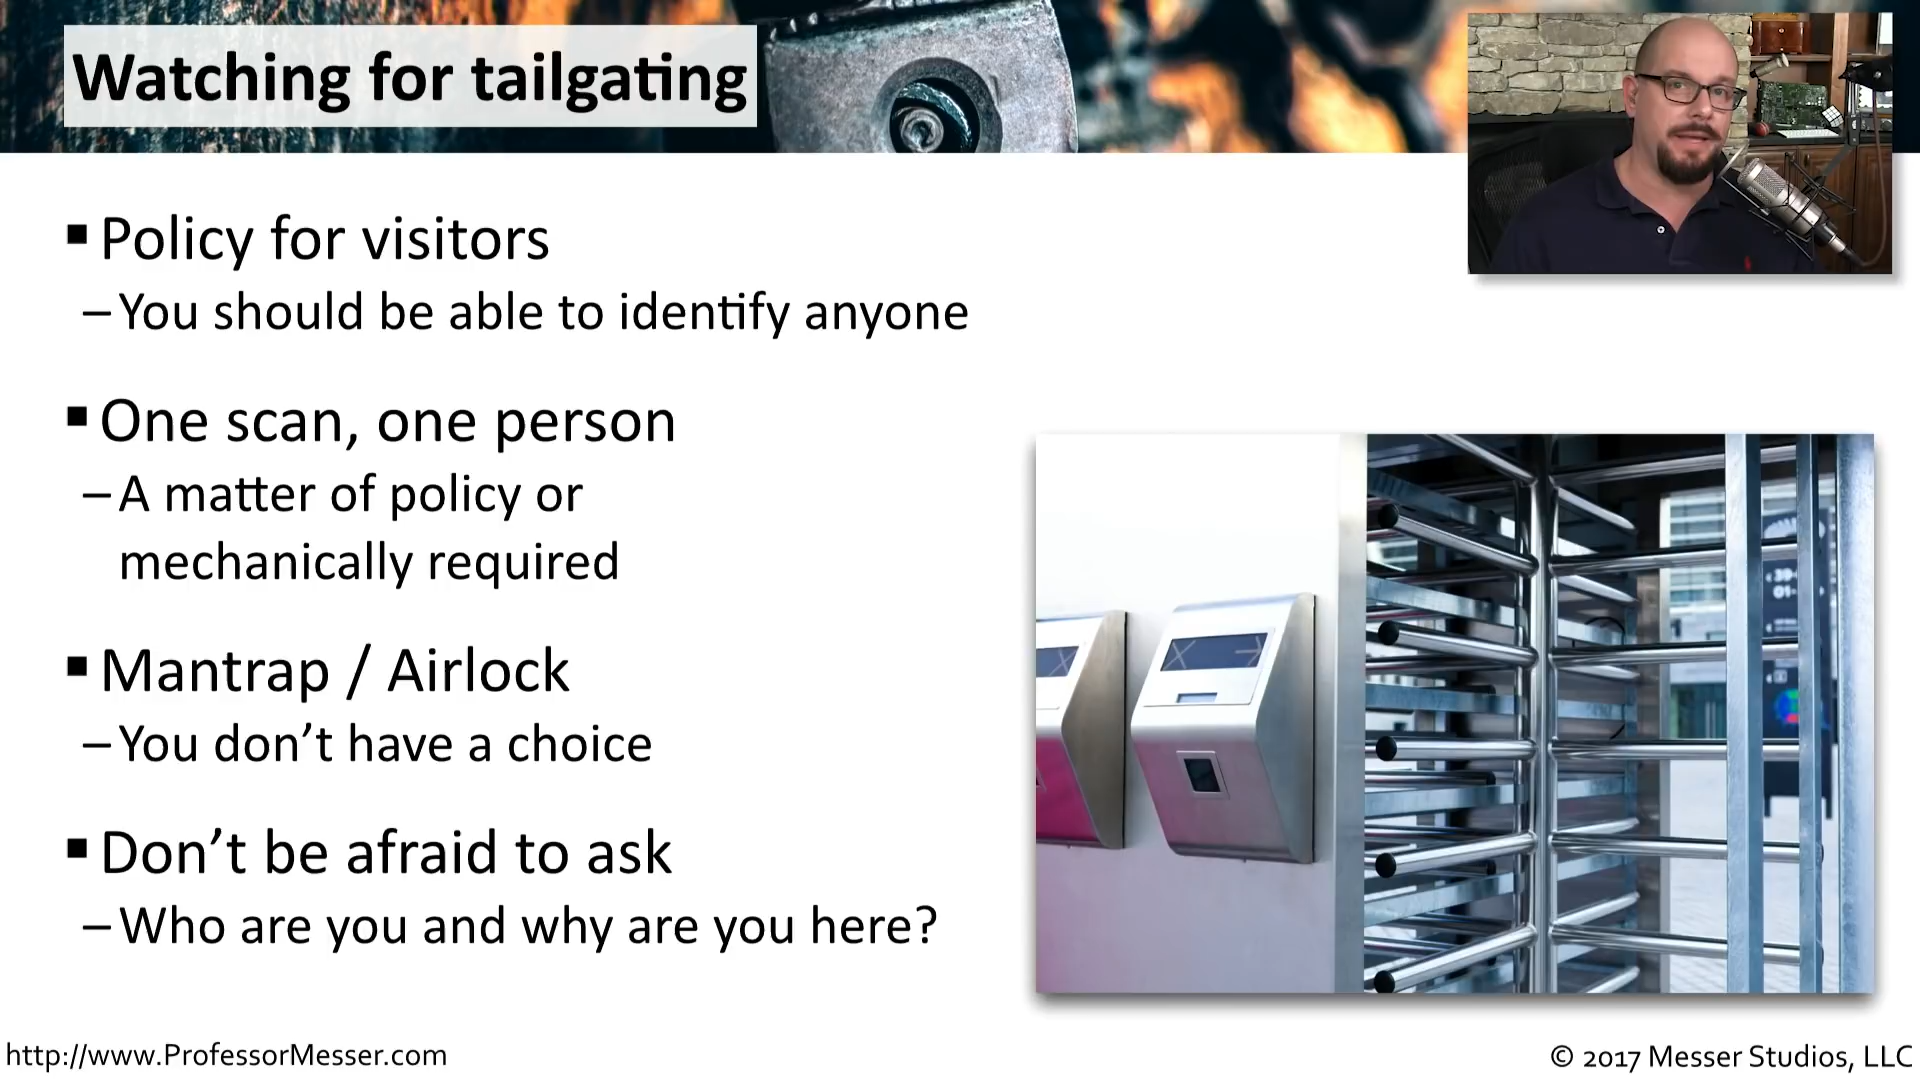 Watching for tailgating
▪ Policy for visitors
– You should be able to identify anyone
▪ One scan, one person
– A matter of policy or
mechanically required
▪ Mantrap / Airlock
– You don’t have a choice
▪ Don’t be afraid to ask
– Who are you and why are you here?
http://www.ProfessorMesser.com
© 2017 Messer Studios, LLC